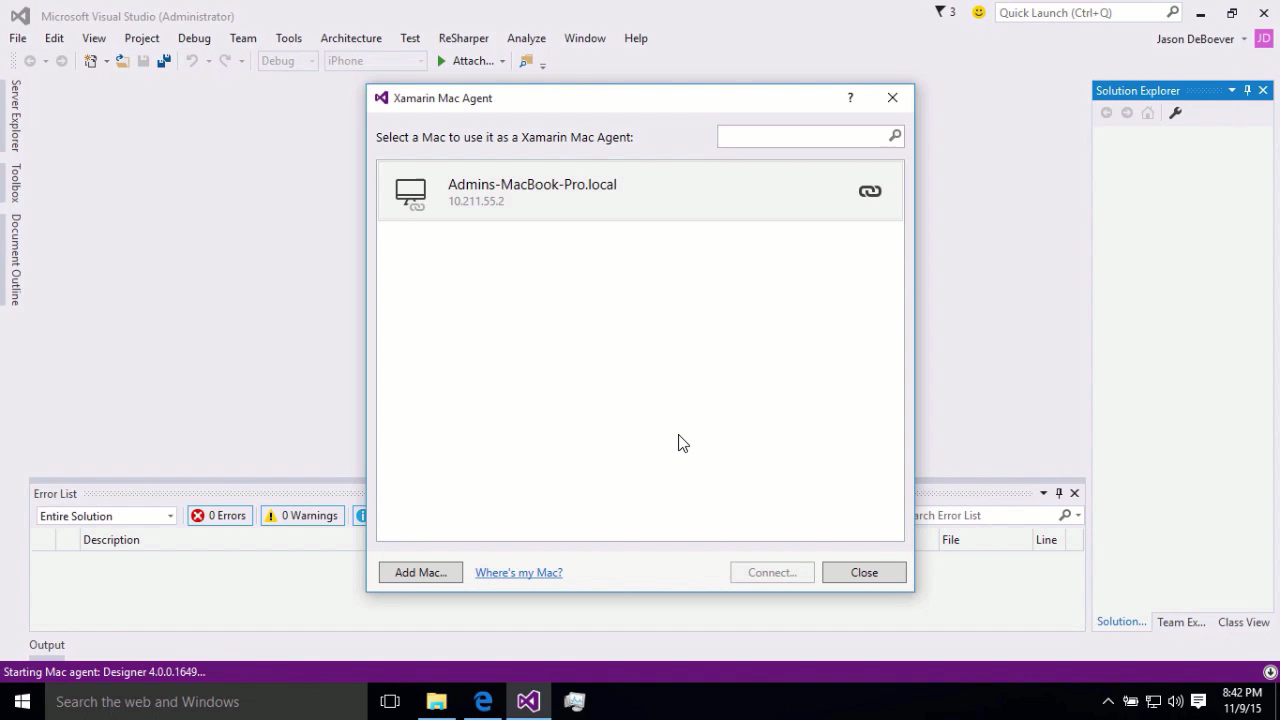 Microsoft Visual Studio (Administrator)
3
Quick Launch (Ctrl+Q)
File Edit View Project Debug Team Tools Architecture Test ReSharper Analyze Window Help
Jason DeBoever
JD
Debug
iPhone
Attach...
Server Explorer
Toolbox
Document Outline
Xamarin Mac Agent
?
Select a Mac to use it as a Xamarin Mac Agent:
Admins-MacBook-Pro.local
10.211.55.2
Add Mac...
Where's my Mac?
Connect...
Close
Solution Explorer
Error List
Entire Solution
0 Errors
0 Warnings
arch Error List
Description
File
Line
Solution...
Team Ex...
Class View
Output
Starting Mac agent: Designer 4.0.0.1649...
Search the web and Windows
8:42 PM
11/9/15